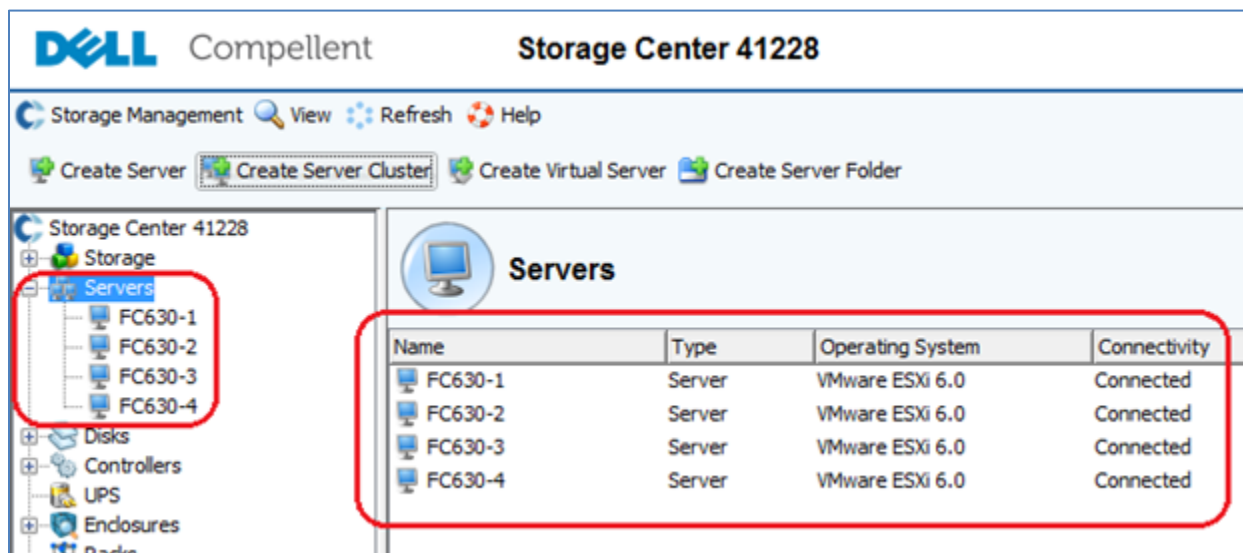 DELL Compellent Storage Center 41228
Storage Management View Refresh Help
Create Server Create Server Cluster Create Virtual Server Create Server Folder
Storage Center 41228
Storage
Servers
FC630-1
FC630-2
FC630-3
FC630-4
Disks
Controllers
UPS
Enclosures
Racks
Servers
Name Type Operating System Connectivity
FC630-1 Server VMware ESXi 6.0 Connected
FC630-2 Server VMware ESXi 6.0 Connected
FC630-3 Server VMware ESXi 6.0 Connected
FC630-4 Server VMware ESXi 6.0 Connected